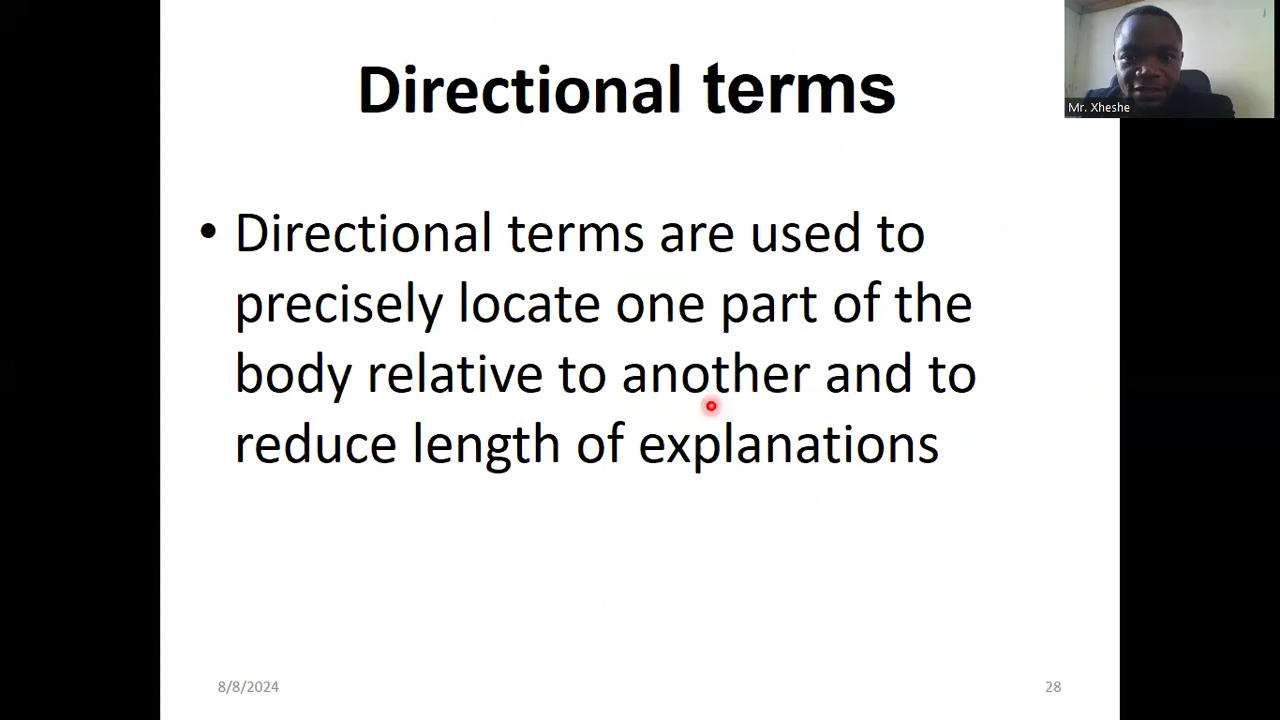 Directional terms
Mr. Xheshe
• Directional terms are used to
precisely locate one part of the
body relative to another and to
reduce length of explanations
8/8/2024
28